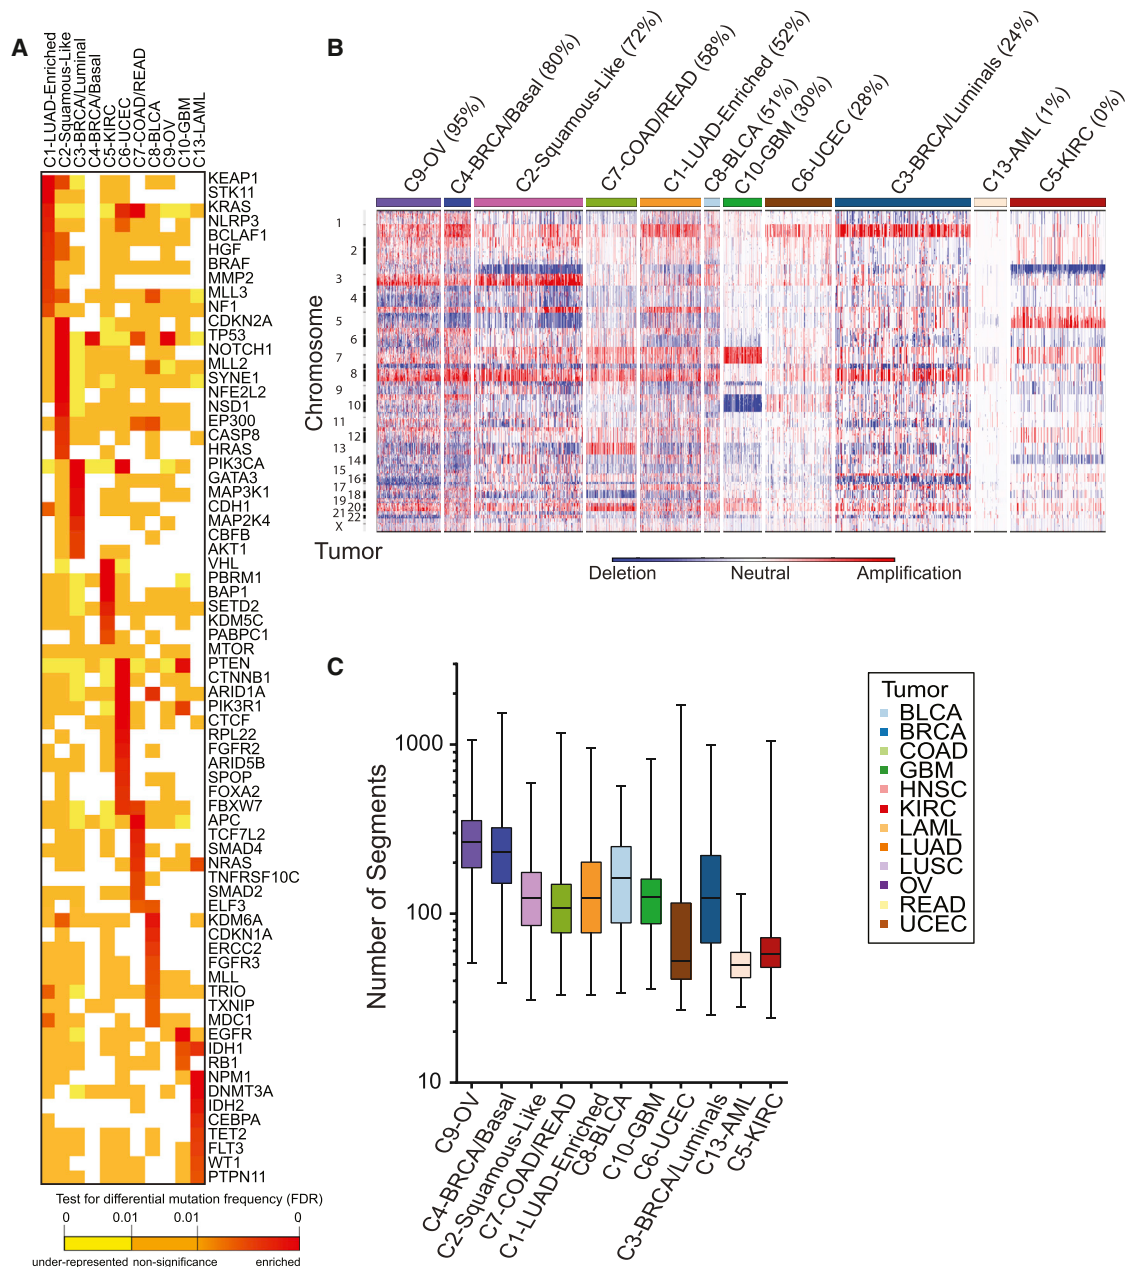 A
C1-LUAD-Enriched
C2-Squamous-Like
C3-BRCA/Luminal
C4-BRCA/Basal
C5-KIRC
C6-UCEC
C7-COAD/READ
C8-BLCA
C9-OV
C10-GBM
C13-LAML
KEAP1
STK11
KRAS
NLRP3
BCLAF1
HGF
BRAF
MMP2
MLL3
NF1
CDKN2A
TP53
NOTCH1
MLL2
SYNE1
NFE2L2
NSD1
EP300
CASP8
HRAS
PIK3CA
GATA3
MAP3K1
CDH1
MAP2K4
CBFB
AKT1
VHL
PBRM1
BAP1
SETD2
KDM5C
PABPC1
MTOR
PTEN
CTNNB1
ARID1A
PIK3R1
CTCF
RPL22
FGFR2
ARID5B
SPOP
FOXA2
FBXW7
APC
TCF7L2
SMAD4
NRAS
TNFRSF10C
SMAD2
ELF3
KDM6A
CDKN1A
ERCC2
FGFR3
MLL
TRIO
TXNIP
MDC1
EGFR
IDH1
RB1
NPM1
DNMT3A
IDH2
CEBPA
TET2
FLT3
WT1
PTPN11
Test for differential mutation frequency (FDR)
0 0.01 0.01 0
under-represented non-significance enriched
B
C9-OV (95%)
C4-BRCA/Basal (80%)
C2-Squamous-Like (72%)
C7-COAD/READ (58%)
C1-LUAD-Enriched (52%)
C8-BLCA (51%)
C10-GBM (30%)
C6-UCEC (28%)
C3-BRCA/Luminals (24%)
C13-AML (1%)
C5-KIRC (0%)
Chromosome
1
2
3
4
5
6
7
8
9
10
11
12
13
14
15
16
17
18
19
20
21
22
X
Tumor
Deletion Neutral Amplification
C
Number of Segments
1000
100
10
C9-OV
C4-BRCA/Basal
C2-Squamous-Like
C7-COAD/READ
C1-LUAD-Enriched
C8-BLCA
C10-GBM
C6-UCEC
C3-BRCA/Luminals
C13-AML
C5-KIRC
Tumor
BLCA
BRCA
COAD
GBM
HNSC
KIRC
LAML
LUAD
LUSC
OV
READ
UCEC